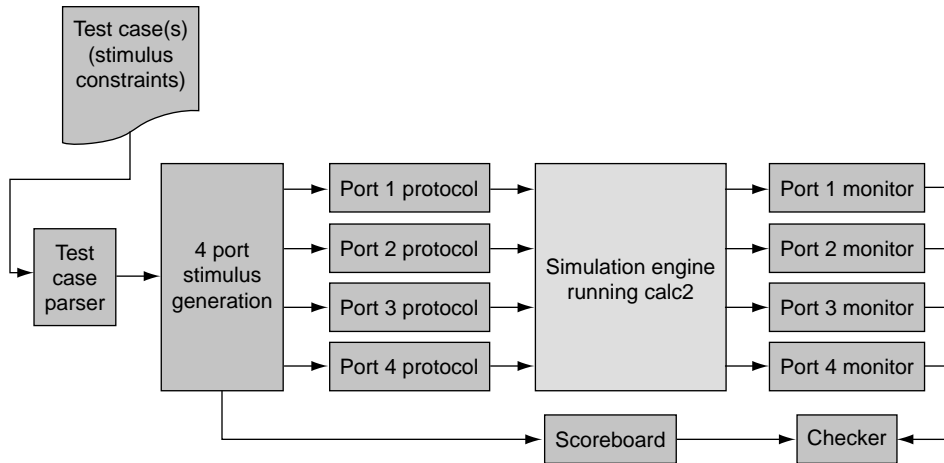 Test case(s)
(stimulus
constraints)
Test
case
parser
4 port
stimulus
generation
Port 1 protocol
Port 2 protocol
Port 3 protocol
Port 4 protocol
Simulation engine
running calc2
Port 1 monitor
Port 2 monitor
Port 3 monitor
Port 4 monitor
Scoreboard
Checker